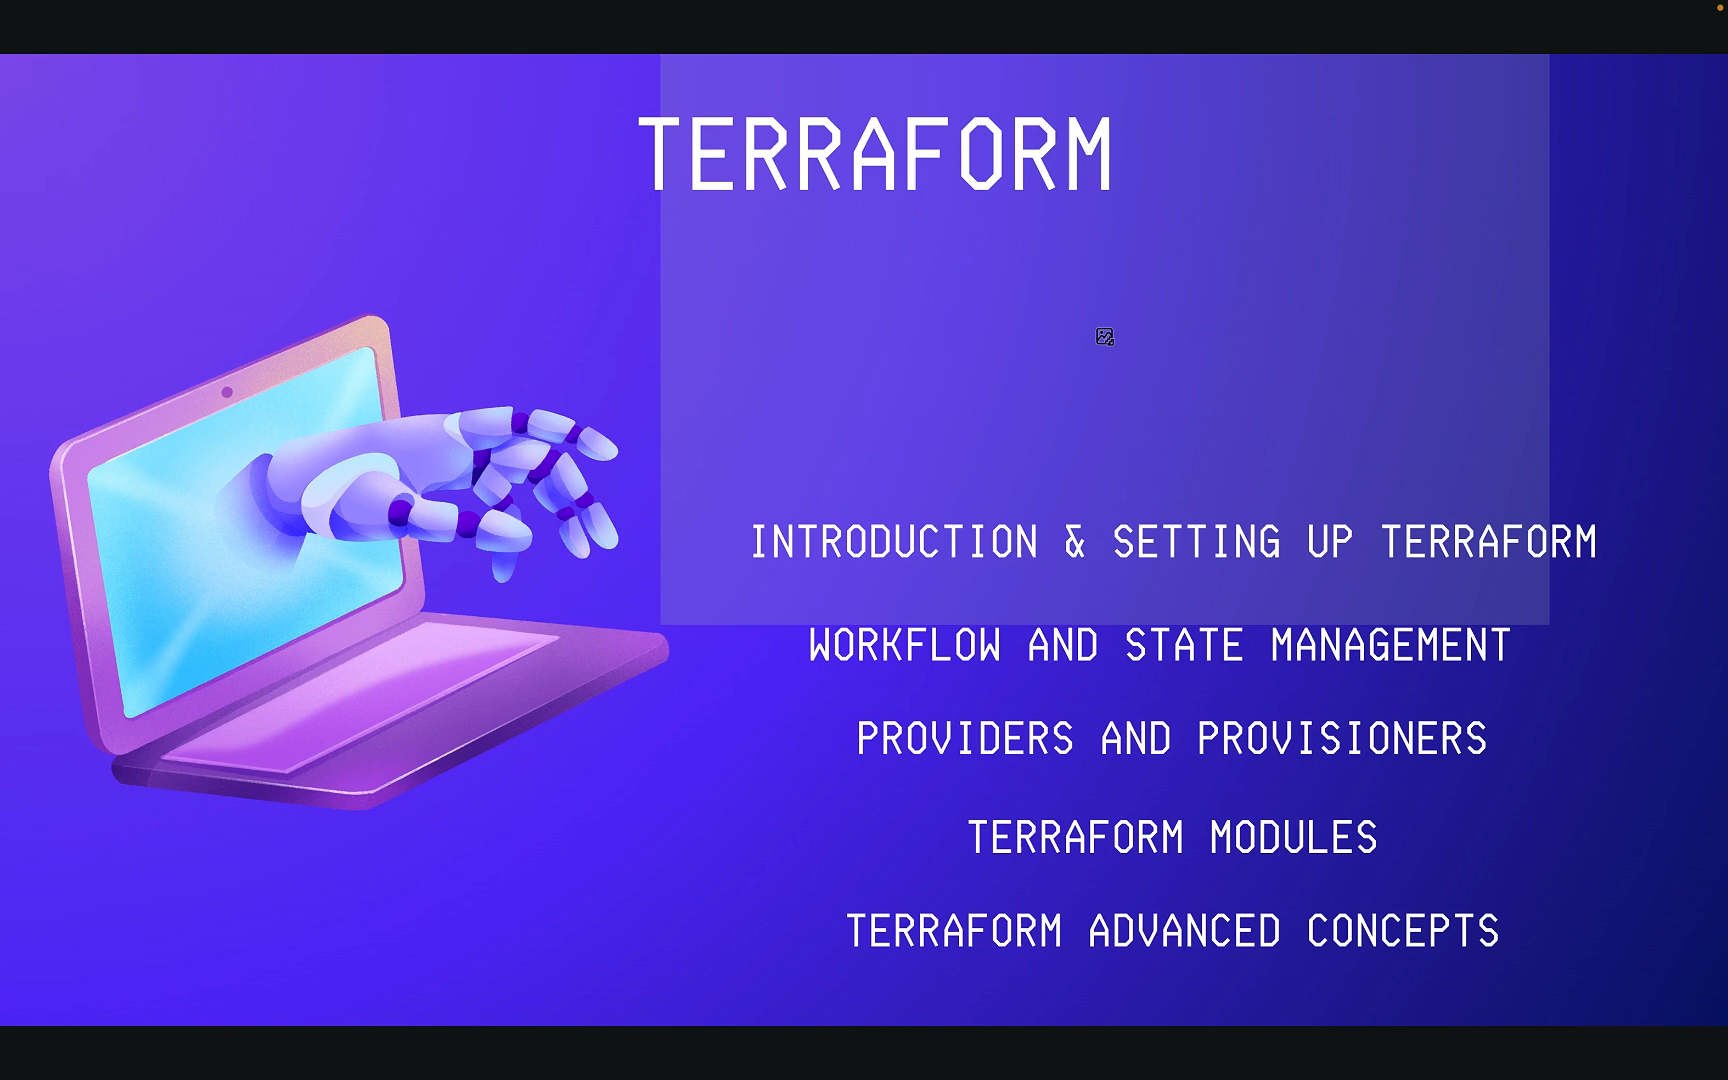 TERRAFORM
INTRODUCTION & SETTING UP TERRAFORM
WORKFLOW AND STATE MANAGEMENT
PROVIDERS AND PROVISIONERS
TERRAFORM MODULES
TERRAFORM ADVANCED CONCEPTS